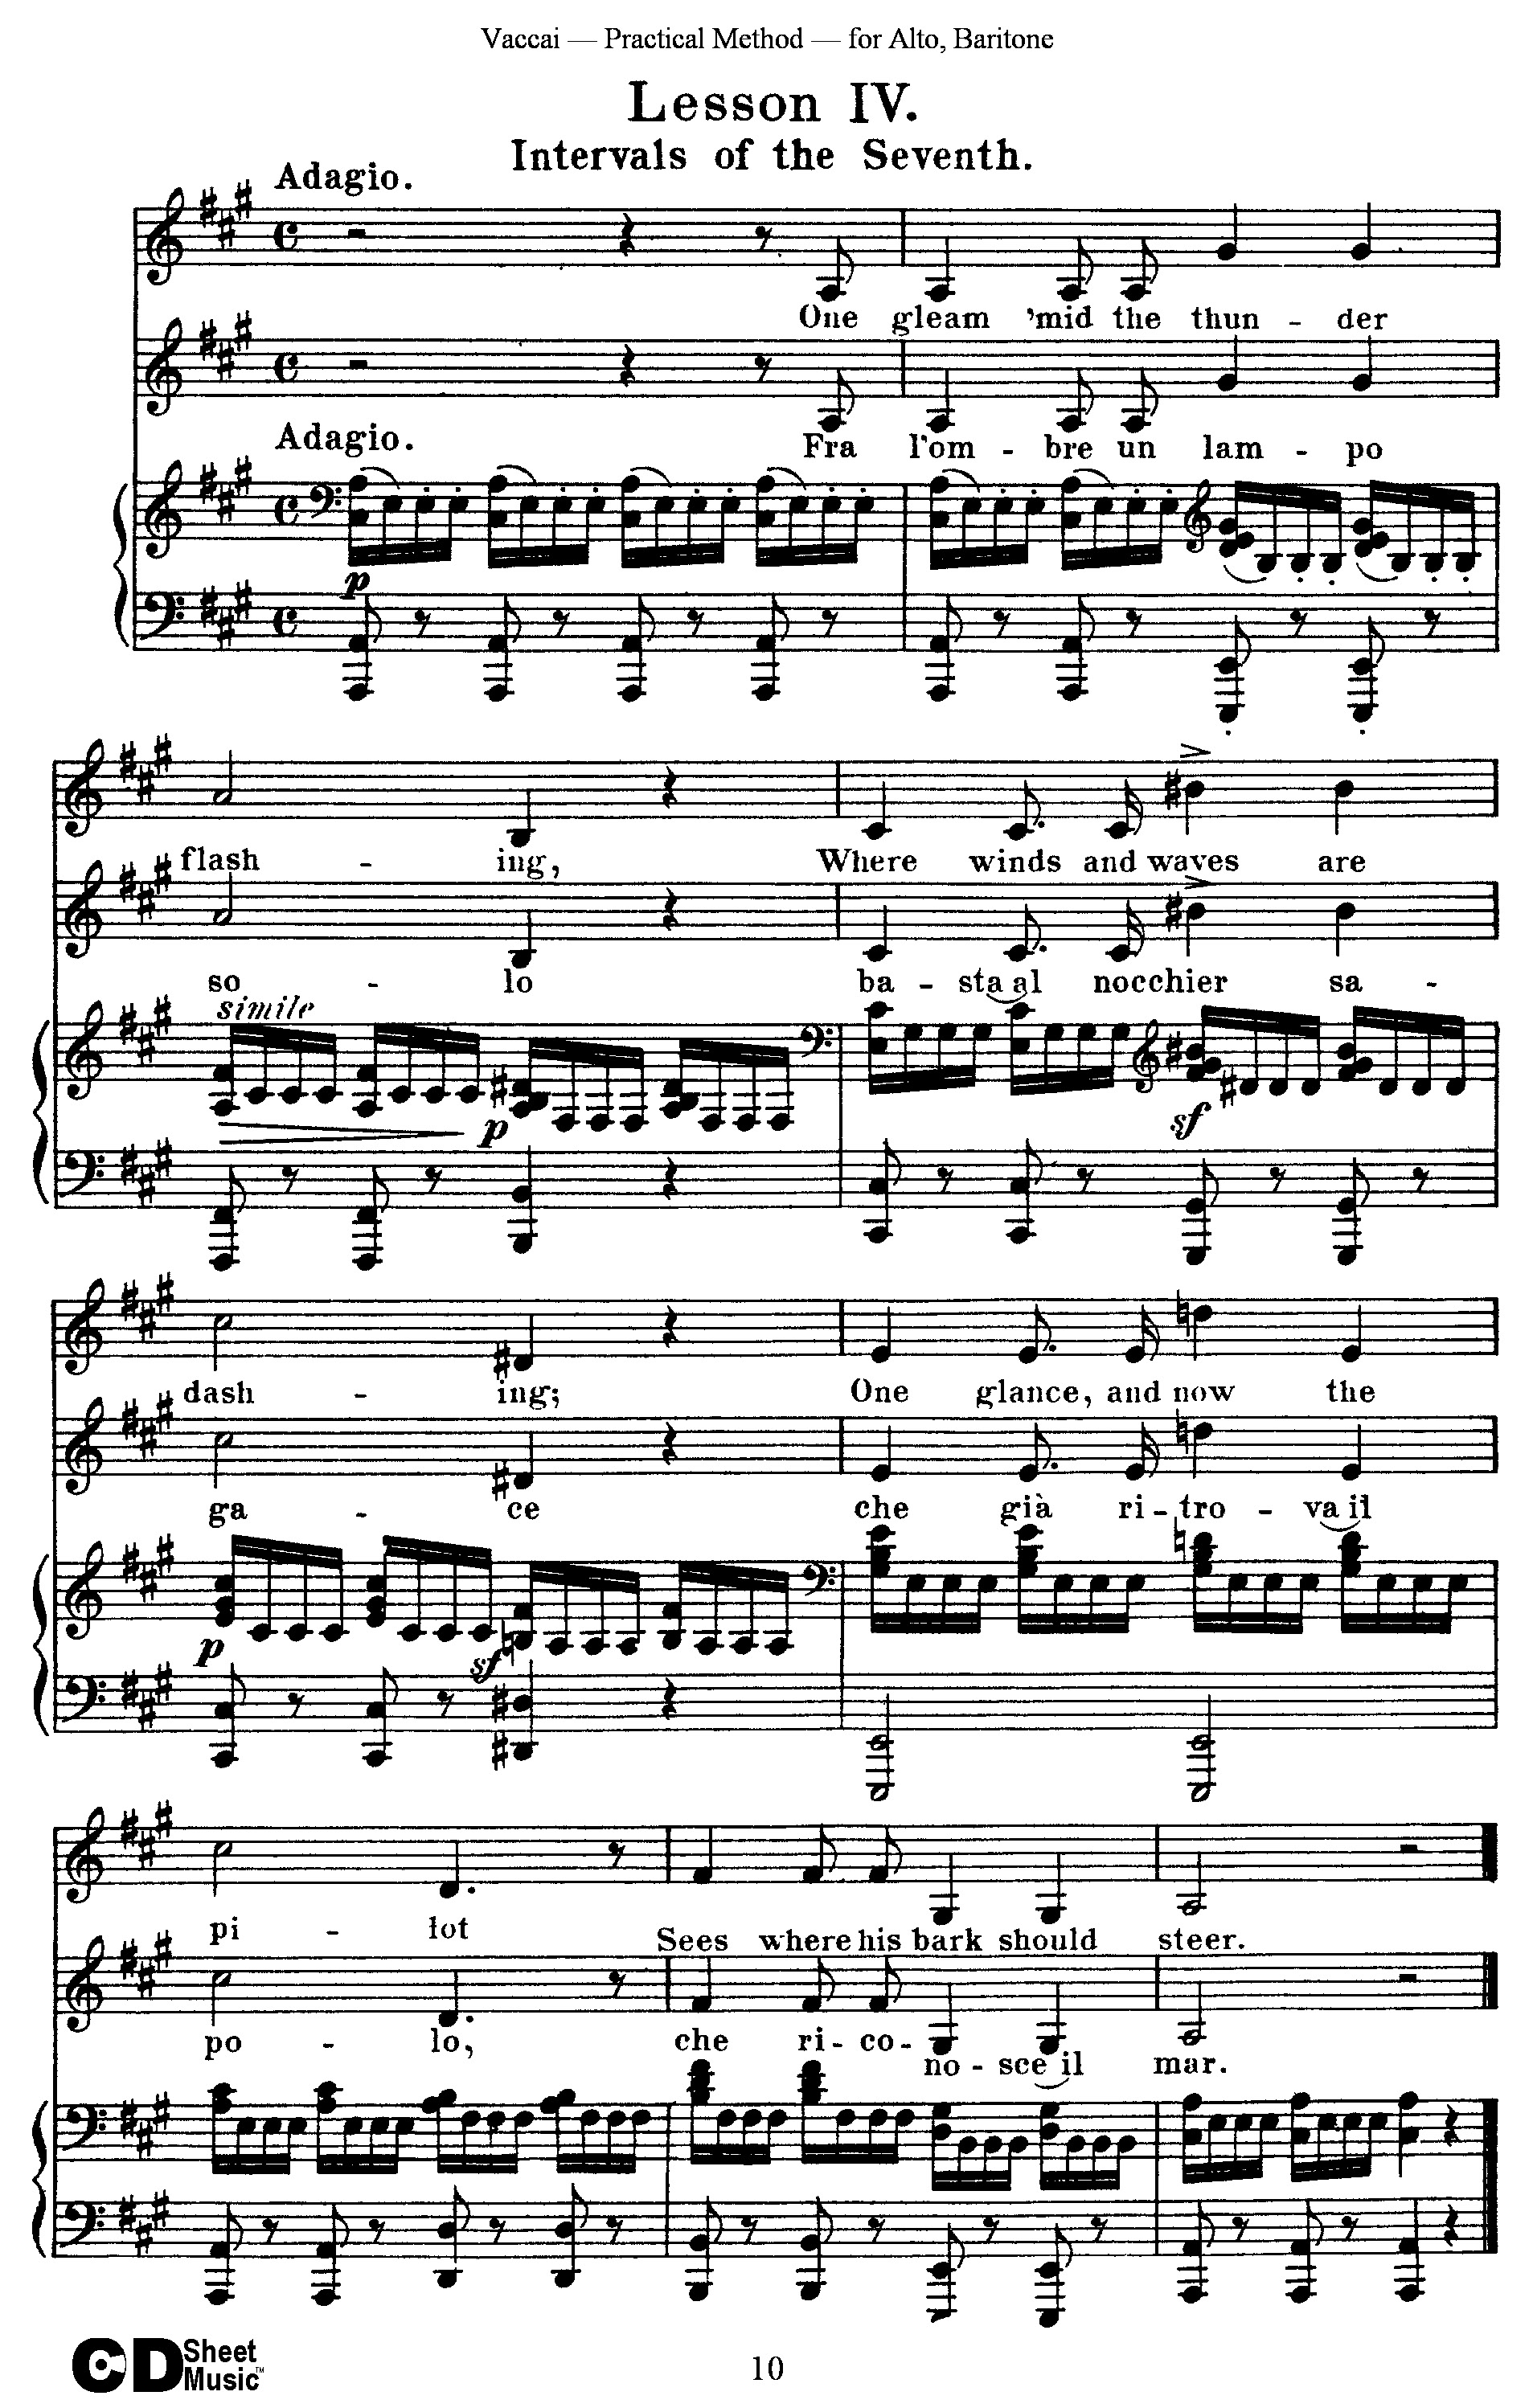 Vaccai — Practical Method — for Alto, Baritone
Lesson IV.
Intervals of the Seventh.
Adagio.
One gleam ’mid the thun - der
Adagio.
Fra l’om - bre un lam - po
p
flash - ing, Where winds and waves are
so - lo ba - sta al nocchier sa -
simile
p
sf
dash - ing; One glance, and now the
ga - ce che già ri - tro - va il
p sf
pi - lot Sees where his bark should steer.
po - lo, che ri - co - no - sce il mar.
CD Sheet Music™
10